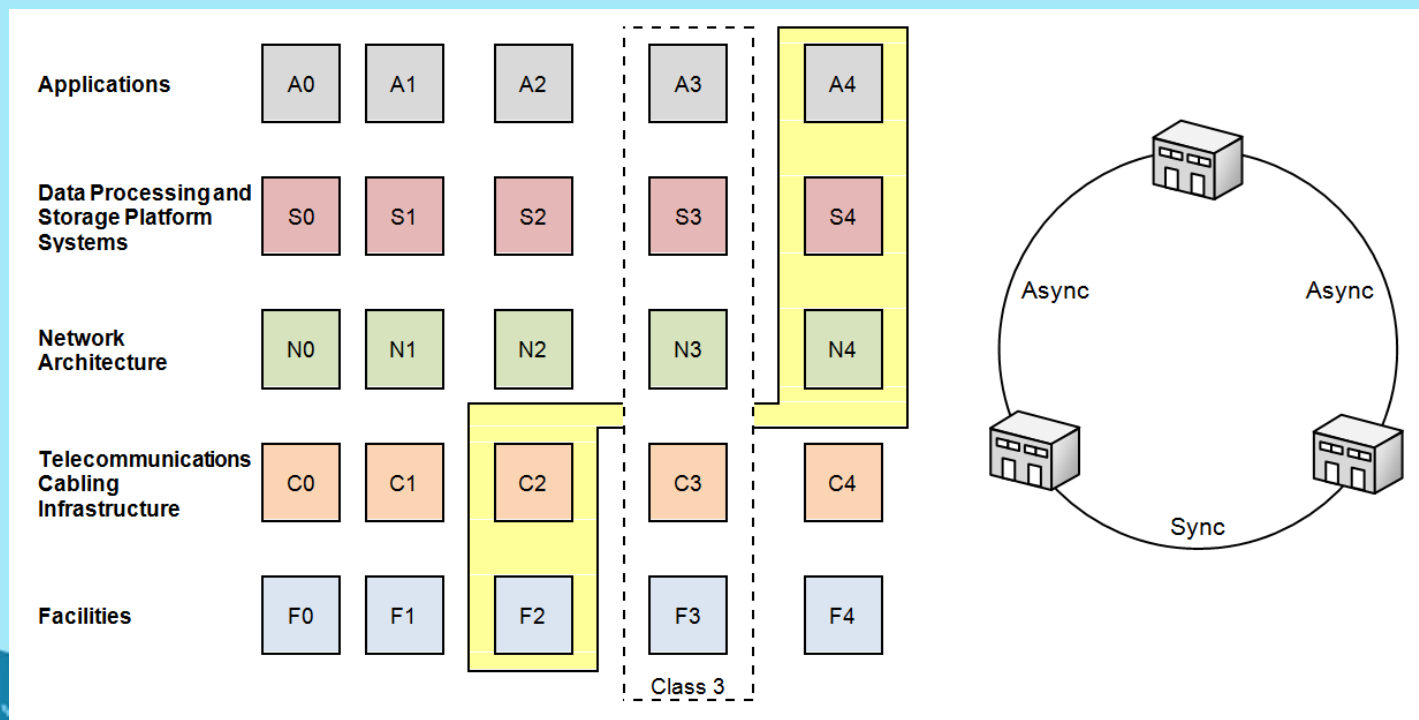 Applications
A0
A1
A2
A3
A4
Data Processing and
Storage Platform
Systems
S0
S1
S2
S3
S4
Network
Architecture
N0
N1
N2
N3
N4
Telecommunications
Cabling
Infrastructure
C0
C1
C2
C3
C4
Facilities
F0
F1
F2
F3
F4
Class 3
Async
Async
Sync